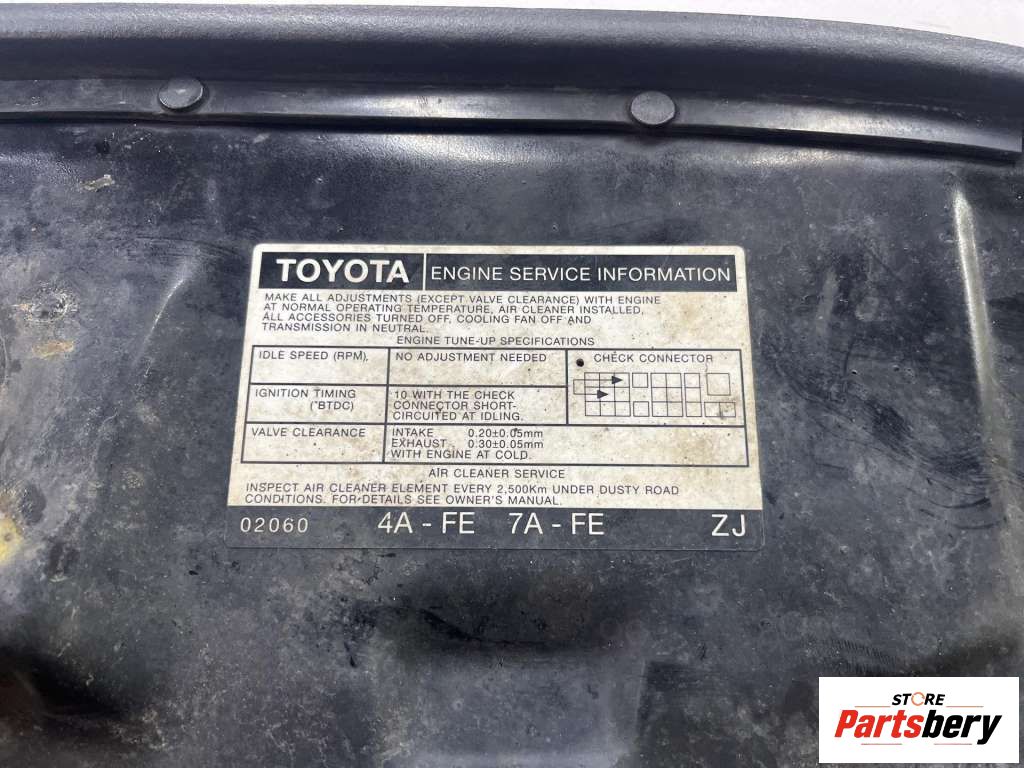 TOYOTA ENGINE SERVICE INFORMATION
MAKE ALL ADJUSTMENTS (EXCEPT VALVE CLEARANCE) WITH ENGINE
AT NORMAL OPERATING TEMPERATURE, AIR CLEANER INSTALLED,
ALL ACCESSORIES TURNED OFF, COOLING FAN OFF AND
TRANSMISSION IN NEUTRAL.
ENGINE TUNE-UP SPECIFICATIONS
IDLE SPEED (RPM) NO ADJUSTMENT NEEDED
CHECK CONNECTOR
IGNITION TIMING
(°BTDC)
10 WITH THE CHECK
CONNECTOR SHORT-
CIRCUITED AT IDLING.
VALVE CLEARANCE
INTAKE 0.20±0.05mm
EXHAUST 0.30±0.05mm
WITH ENGINE AT COLD.
AIR CLEANER SERVICE
INSPECT AIR CLEANER ELEMENT EVERY 2,500Km UNDER DUSTY ROAD
CONDITIONS. FOR DETAILS SEE OWNER'S MANUAL.
02060 4A - FE 7A - FE ZJ
STORE
Partsbery